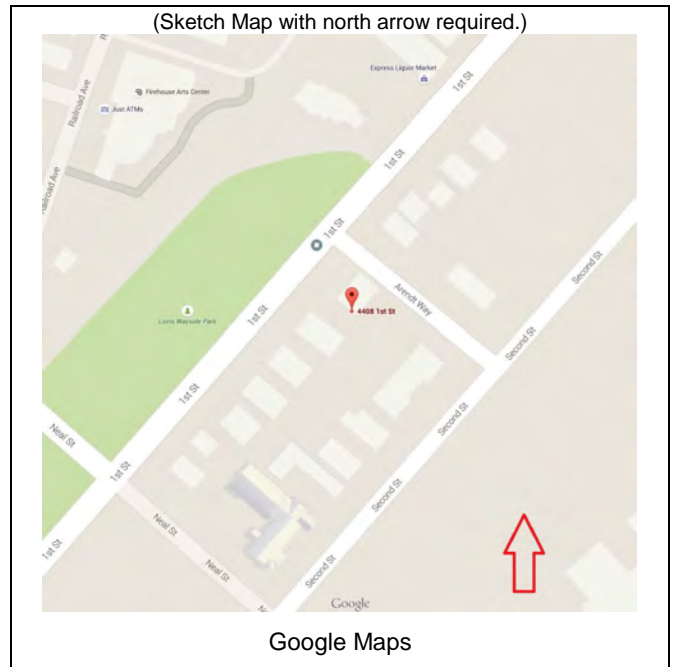 (Sketch Map with north arrow required.)
Express Liquor Market
1st St
R
Railroad Ave
Firehouse Arts Center
Just ATMs
1st St
Railroad Ave
1st St
Second St
Arendt Way
4408 1st St
1st St
Lions Wayside Park
Second St
1st St
Second St
Neal St
1st St
Second St
Neal St
1st St
Neal St
Second St
Ne
Google
Google Maps